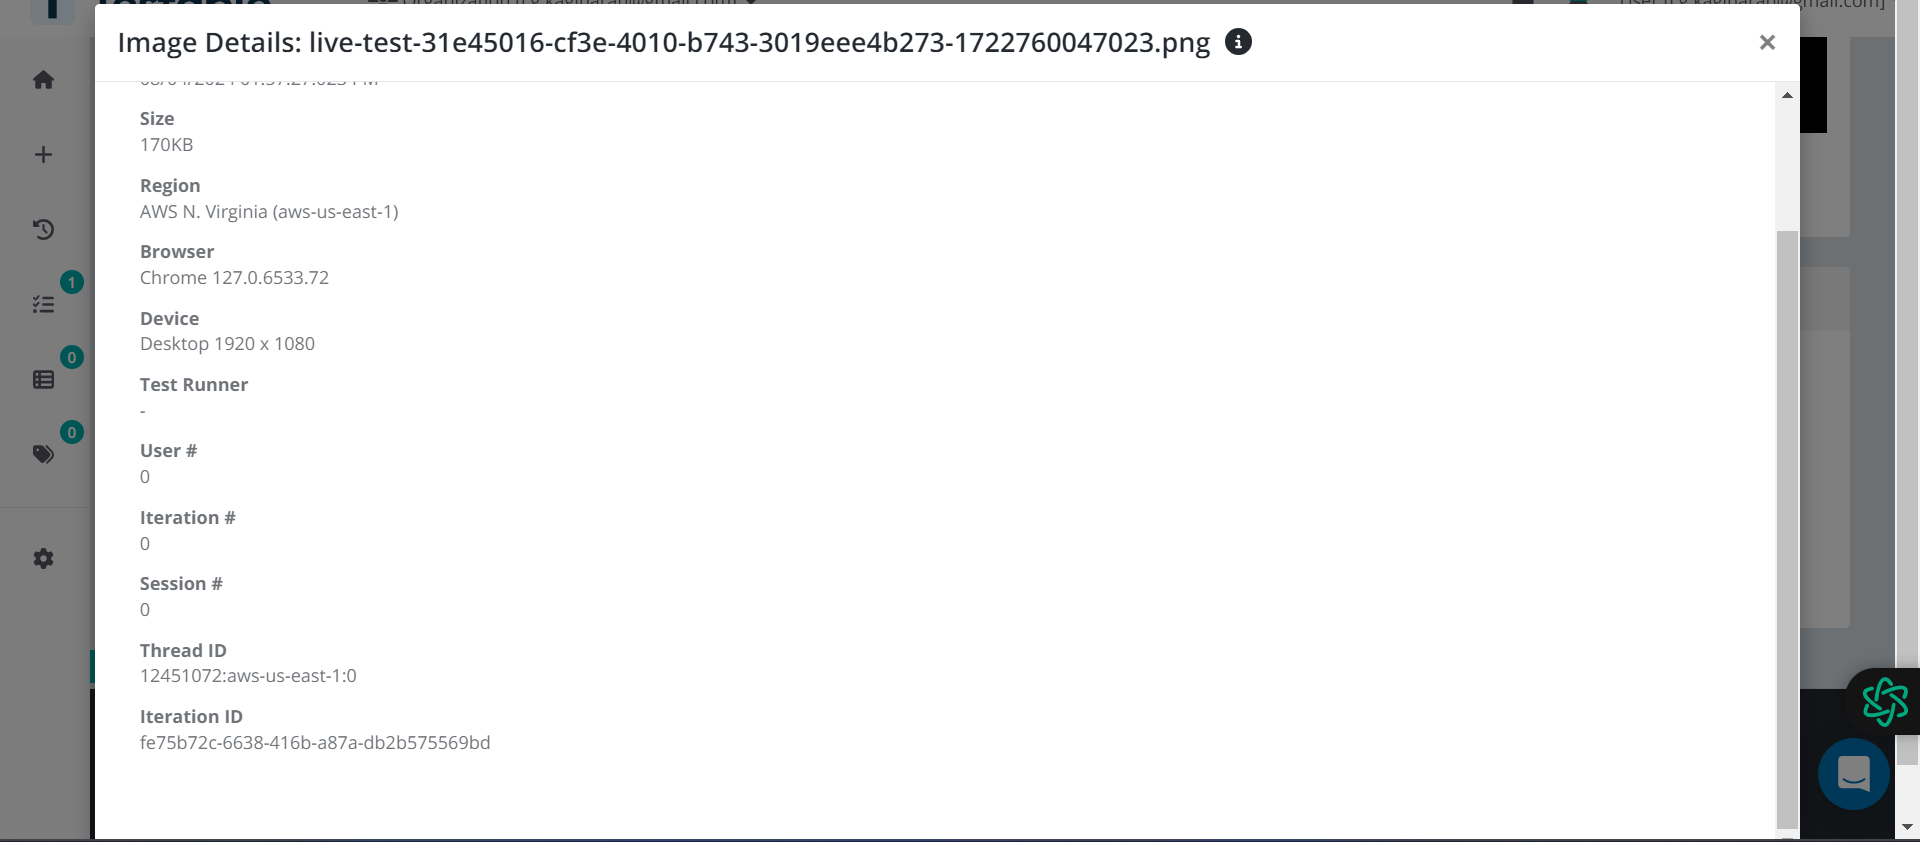 Image Details: live-test-31e45016-cf3e-4010-b743-3019eee4b273-1722760047023.png
Size
170KB
Region
AWS N. Virginia (aws-us-east-1)
Browser
Chrome 127.0.6533.72
Device
Desktop 1920 x 1080
Test Runner
-
User #
0
Iteration #
0
Session #
0
Thread ID
12451072:aws-us-east-1:0
Iteration ID
fe75b72c-6638-416b-a87a-db2b575569bd
1
0
0